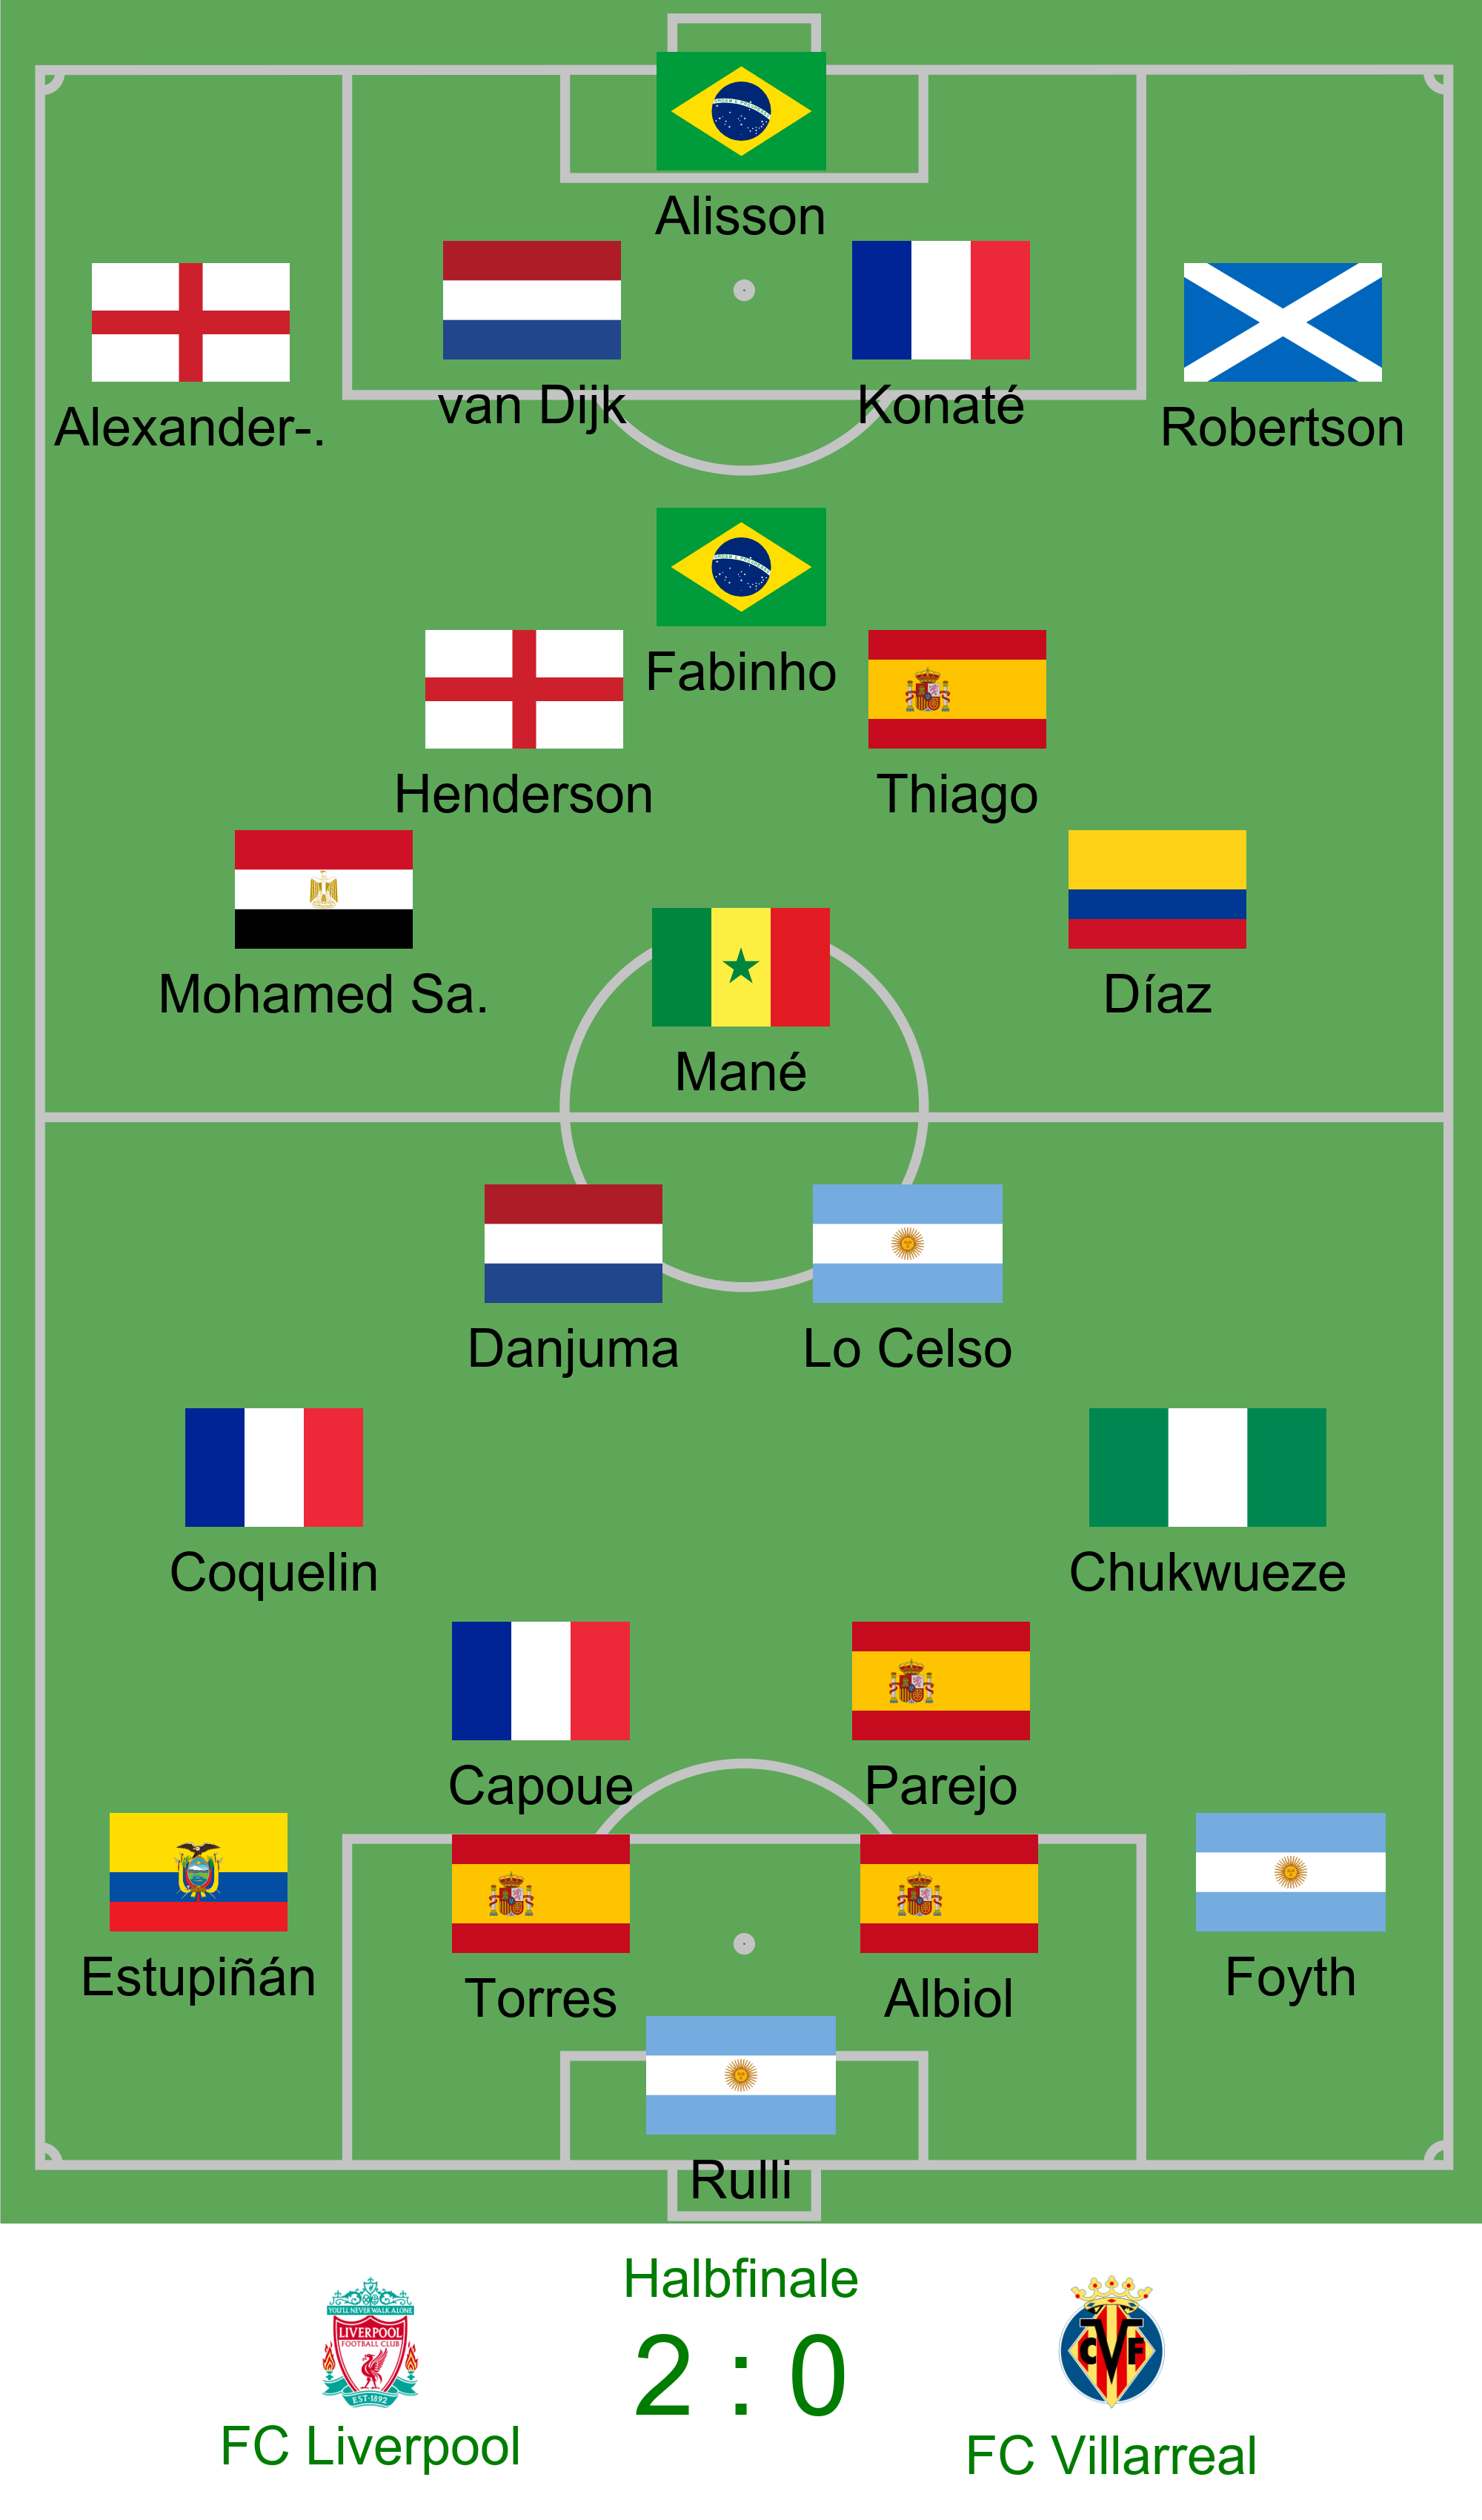 Alisson
Alexander-.
van Dijk
Konaté
Robertson
Fabinho
Henderson
Thiago
Mohamed Sa.
Mané
Díaz
Danjuma
Lo Celso
Coquelin
Chukwueze
Capoue
Parejo
Estupiñán
Torres
Albiol
Foyth
Rulli
Halbfinale
2 : 0
YOU'LL NEVER WALK ALONE
LIVERPOOL
FOOTBALL CLUB
EST·1892
CVF
FC Liverpool
FC Villarreal